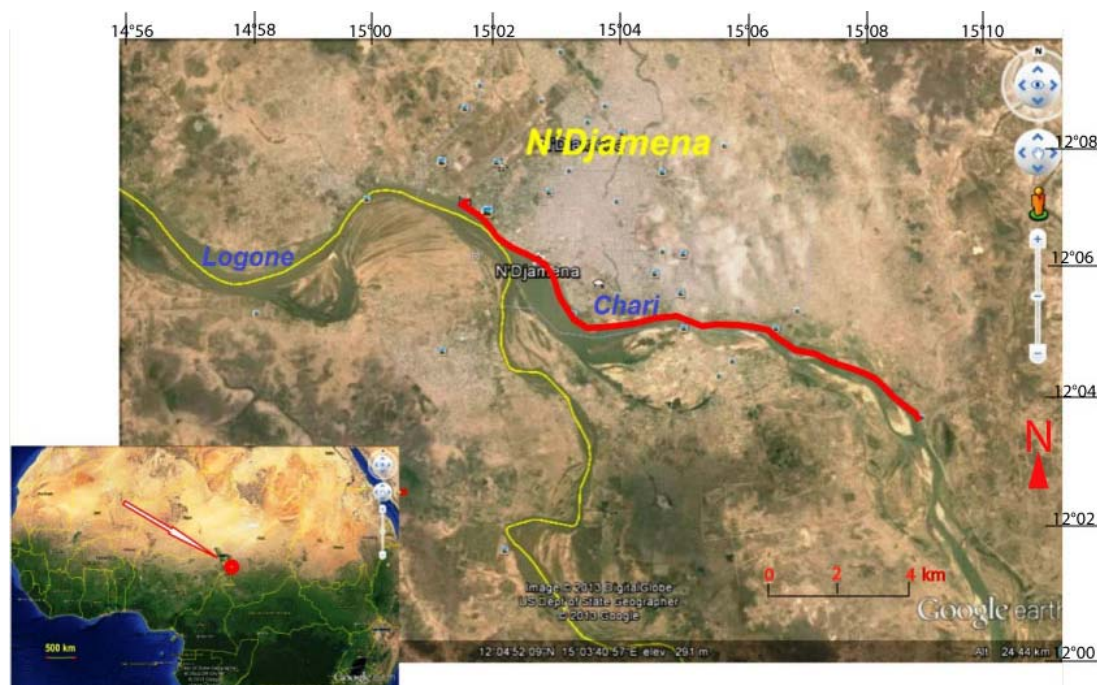 14°56 14°58 15°00 15°02 15°04 15°06 15°08 15°10
N
N'Djamena
12°08
Logone
12°06
N'Djamena
Chari
12°04
N
12°02
0 2 4 km
Image © 2013 DigitalGlobe
US Dept of State Geographer
© 2013 Google
Google earth
12°04'52.09"N 15°03'40.57"E elev 291 m
Alt 24.44 km
12°00
500 km
Google earth